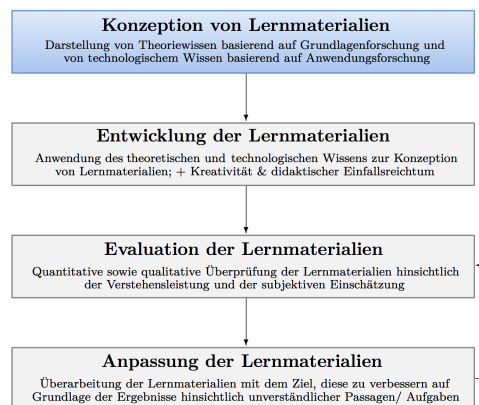 Konzeption von Lernmaterialien
Darstellung von Theoriewissen basierend auf Grundlagenforschung und
von technologischem Wissen basierend auf Anwendungsforschung
Entwicklung der Lernmaterialien
Anwendung des theoretischen und technologischen Wissens zur Konzeption
von Lernmaterialien; + Kreativität & didaktischer Einfallsreichtum
Evaluation der Lernmaterialien
Quantitative sowie qualitative Überprüfung der Lernmaterialien hinsichtlich
der Verstehensleistung und der subjektiven Einschätzung
Anpassung der Lernmaterialien
Überarbeitung der Lernmaterialien mit dem Ziel, diese zu verbessern auf
Grundlage der Ergebnisse hinsichtlich unverständlicher Passagen/ Aufgaben